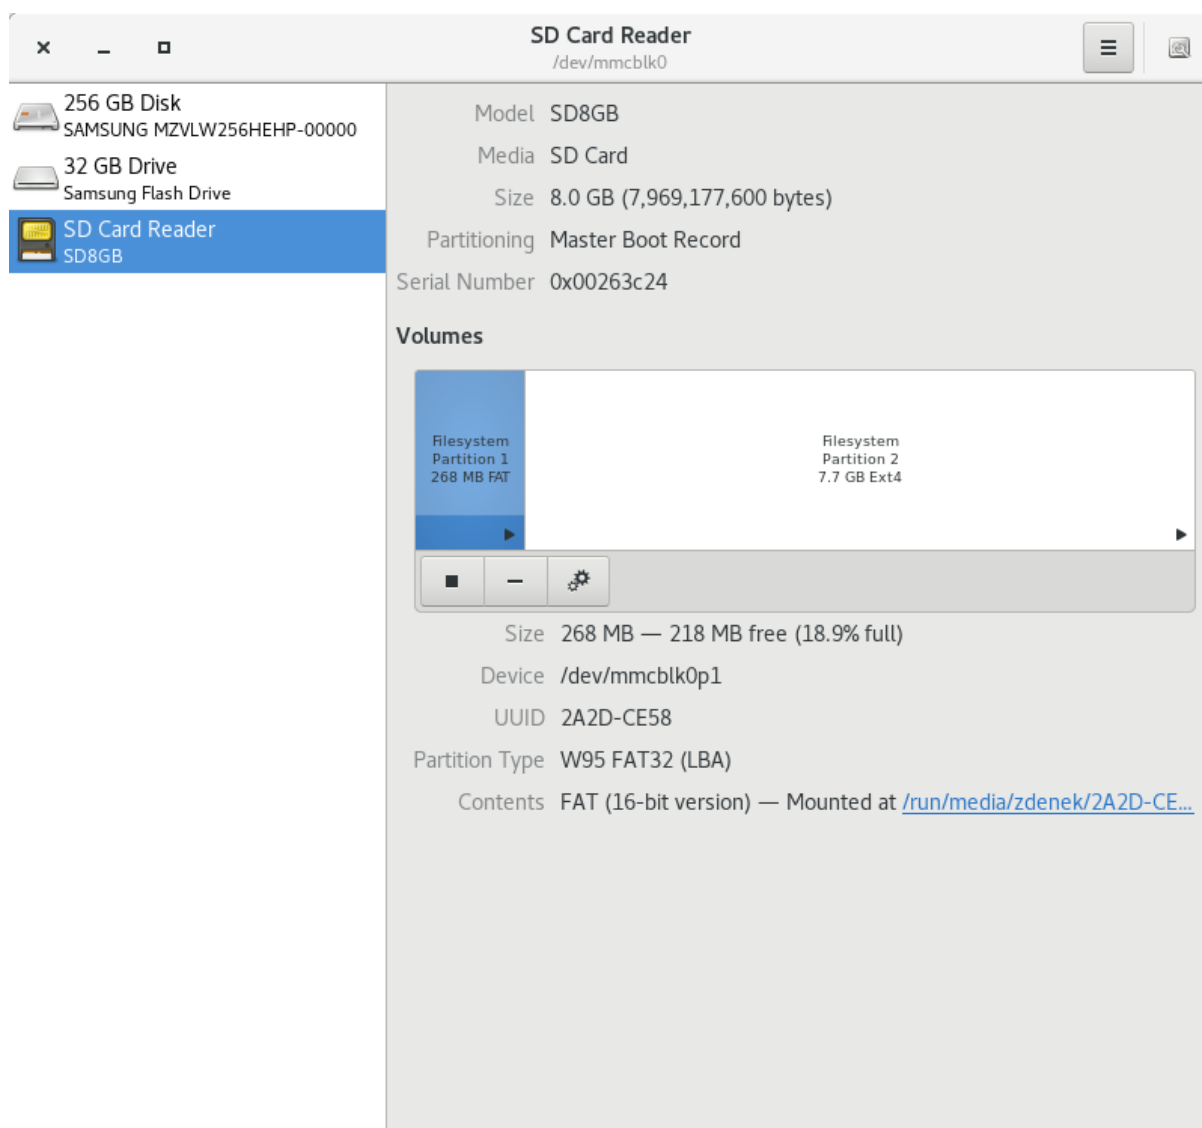 SD Card Reader
/dev/mmcblk0
256 GB Disk
SAMSUNG MZVLW256HEHP-00000
32 GB Drive
Samsung Flash Drive
SD Card Reader
SD8GB
Model SD8GB
Media SD Card
Size 8.0 GB (7,969,177,600 bytes)
Partitioning Master Boot Record
Serial Number 0x00263c24
Volumes
Filesystem
Partition 1
268 MB FAT
Filesystem
Partition 2
7.7 GB Ext4
Size 268 MB — 218 MB free (18.9% full)
Device /dev/mmcblk0p1
UUID 2A2D-CE58
Partition Type W95 FAT32 (LBA)
Contents FAT (16-bit version) — Mounted at /run/media/zdenek/2A2D-CE...